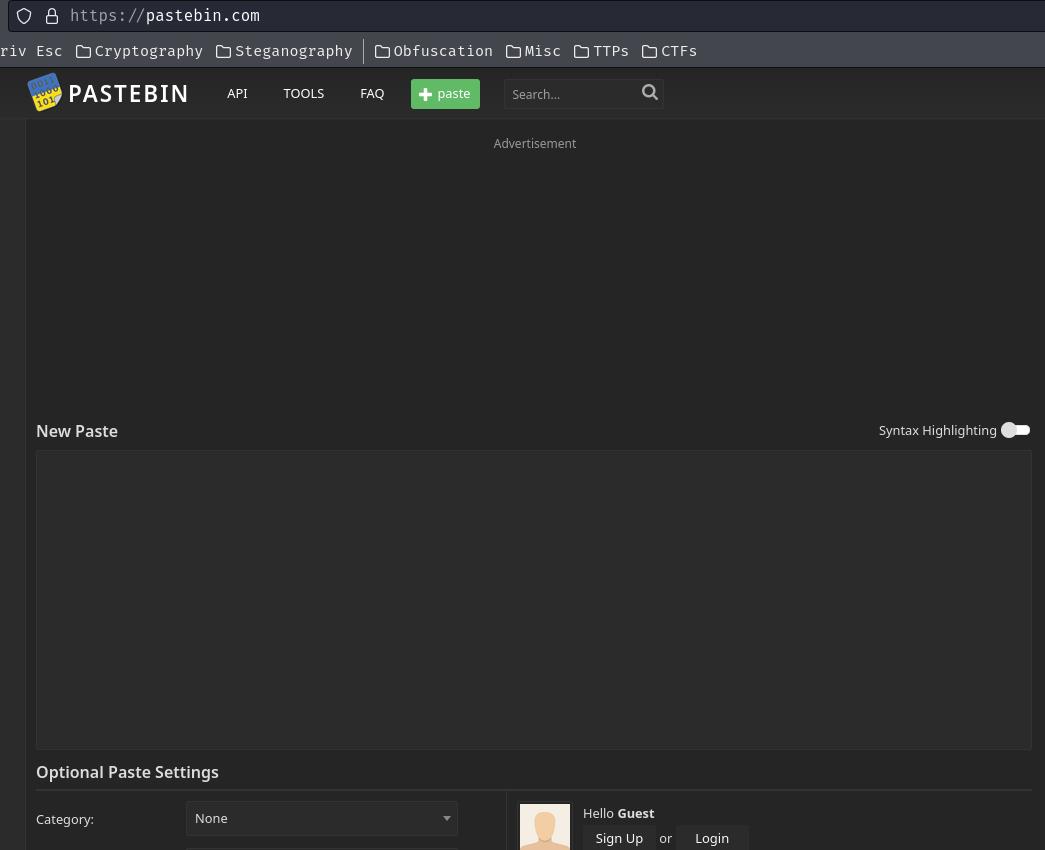 https://pastebin.com
riv Esc Cryptography Steganography Obfuscation Misc TTPs CTFs
PASTEBIN API TOOLS FAQ paste Search...
Advertisement
New Paste Syntax Highlighting
Optional Paste Settings
Category: None Hello Guest
Sign Up or Login